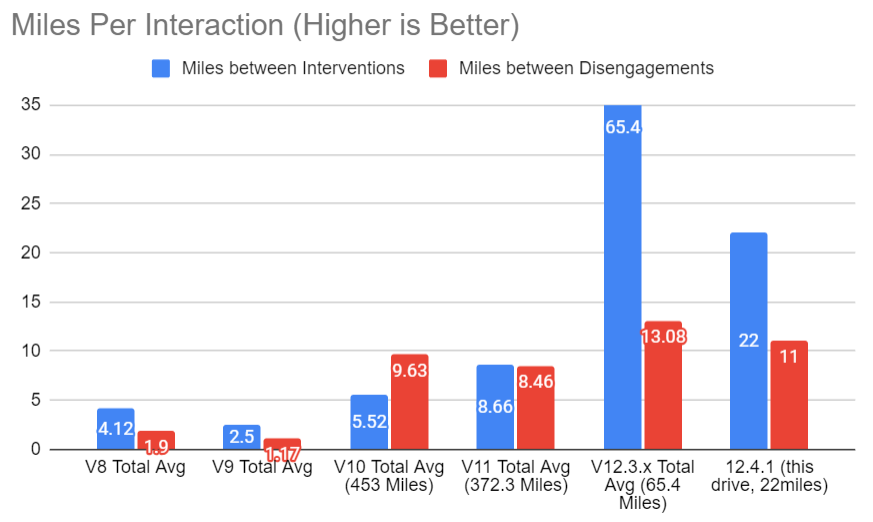 Miles Per Interaction (Higher is Better)
Miles between Interventions
Miles between Disengagements
35
30
25
20
15
10
5
0
4.12
1.9
2.5
1.17
5.52
9.63
8.66
8.46
65.4
13.08
22
11
V8 Total Avg
V9 Total Avg
V10 Total Avg
(453 Miles)
V11 Total Avg
(372.3 Miles)
V12.3.x Total
Avg (65.4
Miles)
12.4.1 (this
drive, 22miles)